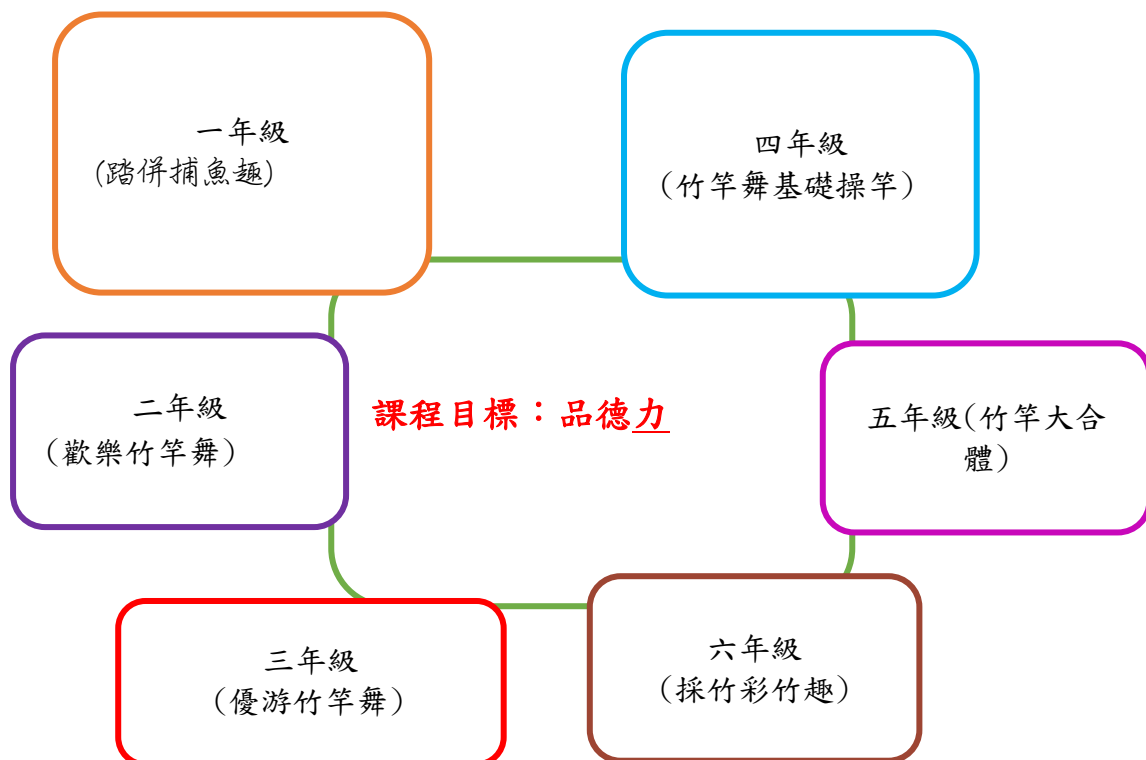 一年級
(踏併捕魚趣)
四年級
(竹竿舞基礎操竿)
二年級
(歡樂竹竿舞)
課程目標：品德力
五年級(竹竿大合
體)
三年級
(優游竹竿舞)
六年級
(採竹彩竹趣)